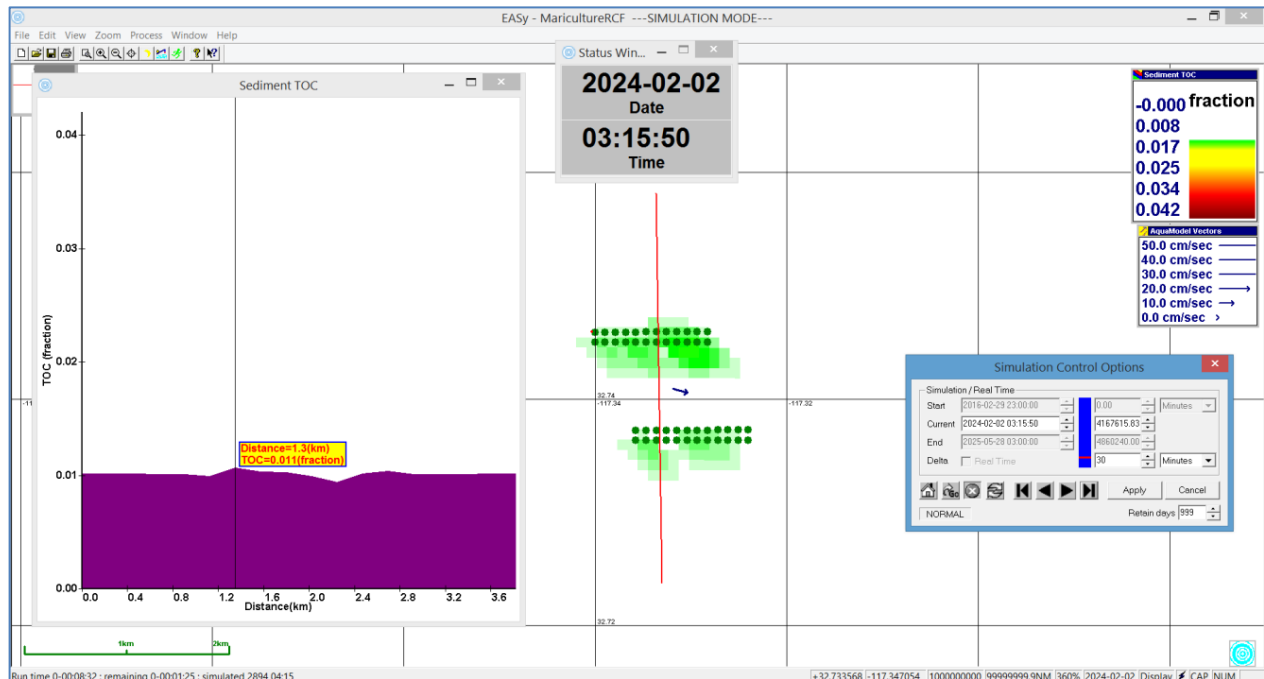 EASy - MaricultureRCF ---SIMULATION MODE---
File Edit View Zoom Process Window Help
Status Win...
2024-02-02
Date
03:15:50
Time
Sediment TOC
0.04
0.03
0.02
0.01
0.00
TOC (fraction)
Distance=1.3(km)
TOC=0.011(fraction)
0.0 0.4 0.8 1.2 1.6 2.0 2.4 2.8 3.2 3.6
Distance(km)
1km 2km
32.74
-117.34
-117.32
32.72
Sediment TOC
-0.000 fraction
0.008
0.017
0.025
0.034
0.042
AquaModel Vectors
50.0 cm/sec
40.0 cm/sec
30.0 cm/sec
20.0 cm/sec
10.0 cm/sec
0.0 cm/sec
Simulation Control Options
Simulation / Real Time
Start 2016-02-29 23:00:00 0.00 Minutes
Current 2024-02-02 03:15:50 4167615.83
End 2025-05-28 03:00:00 4860240.00
Delta Real Time 30 Minutes
Go Apply Cancel
NORMAL Retain days 999
Run time 0-00:08:32 : remaining 0-00:01:25 : simulated 2894 04:15
+32.733568 -117.347054 1000000000 99999999.9NM 360% 2024-02-02 Display CAP NUM